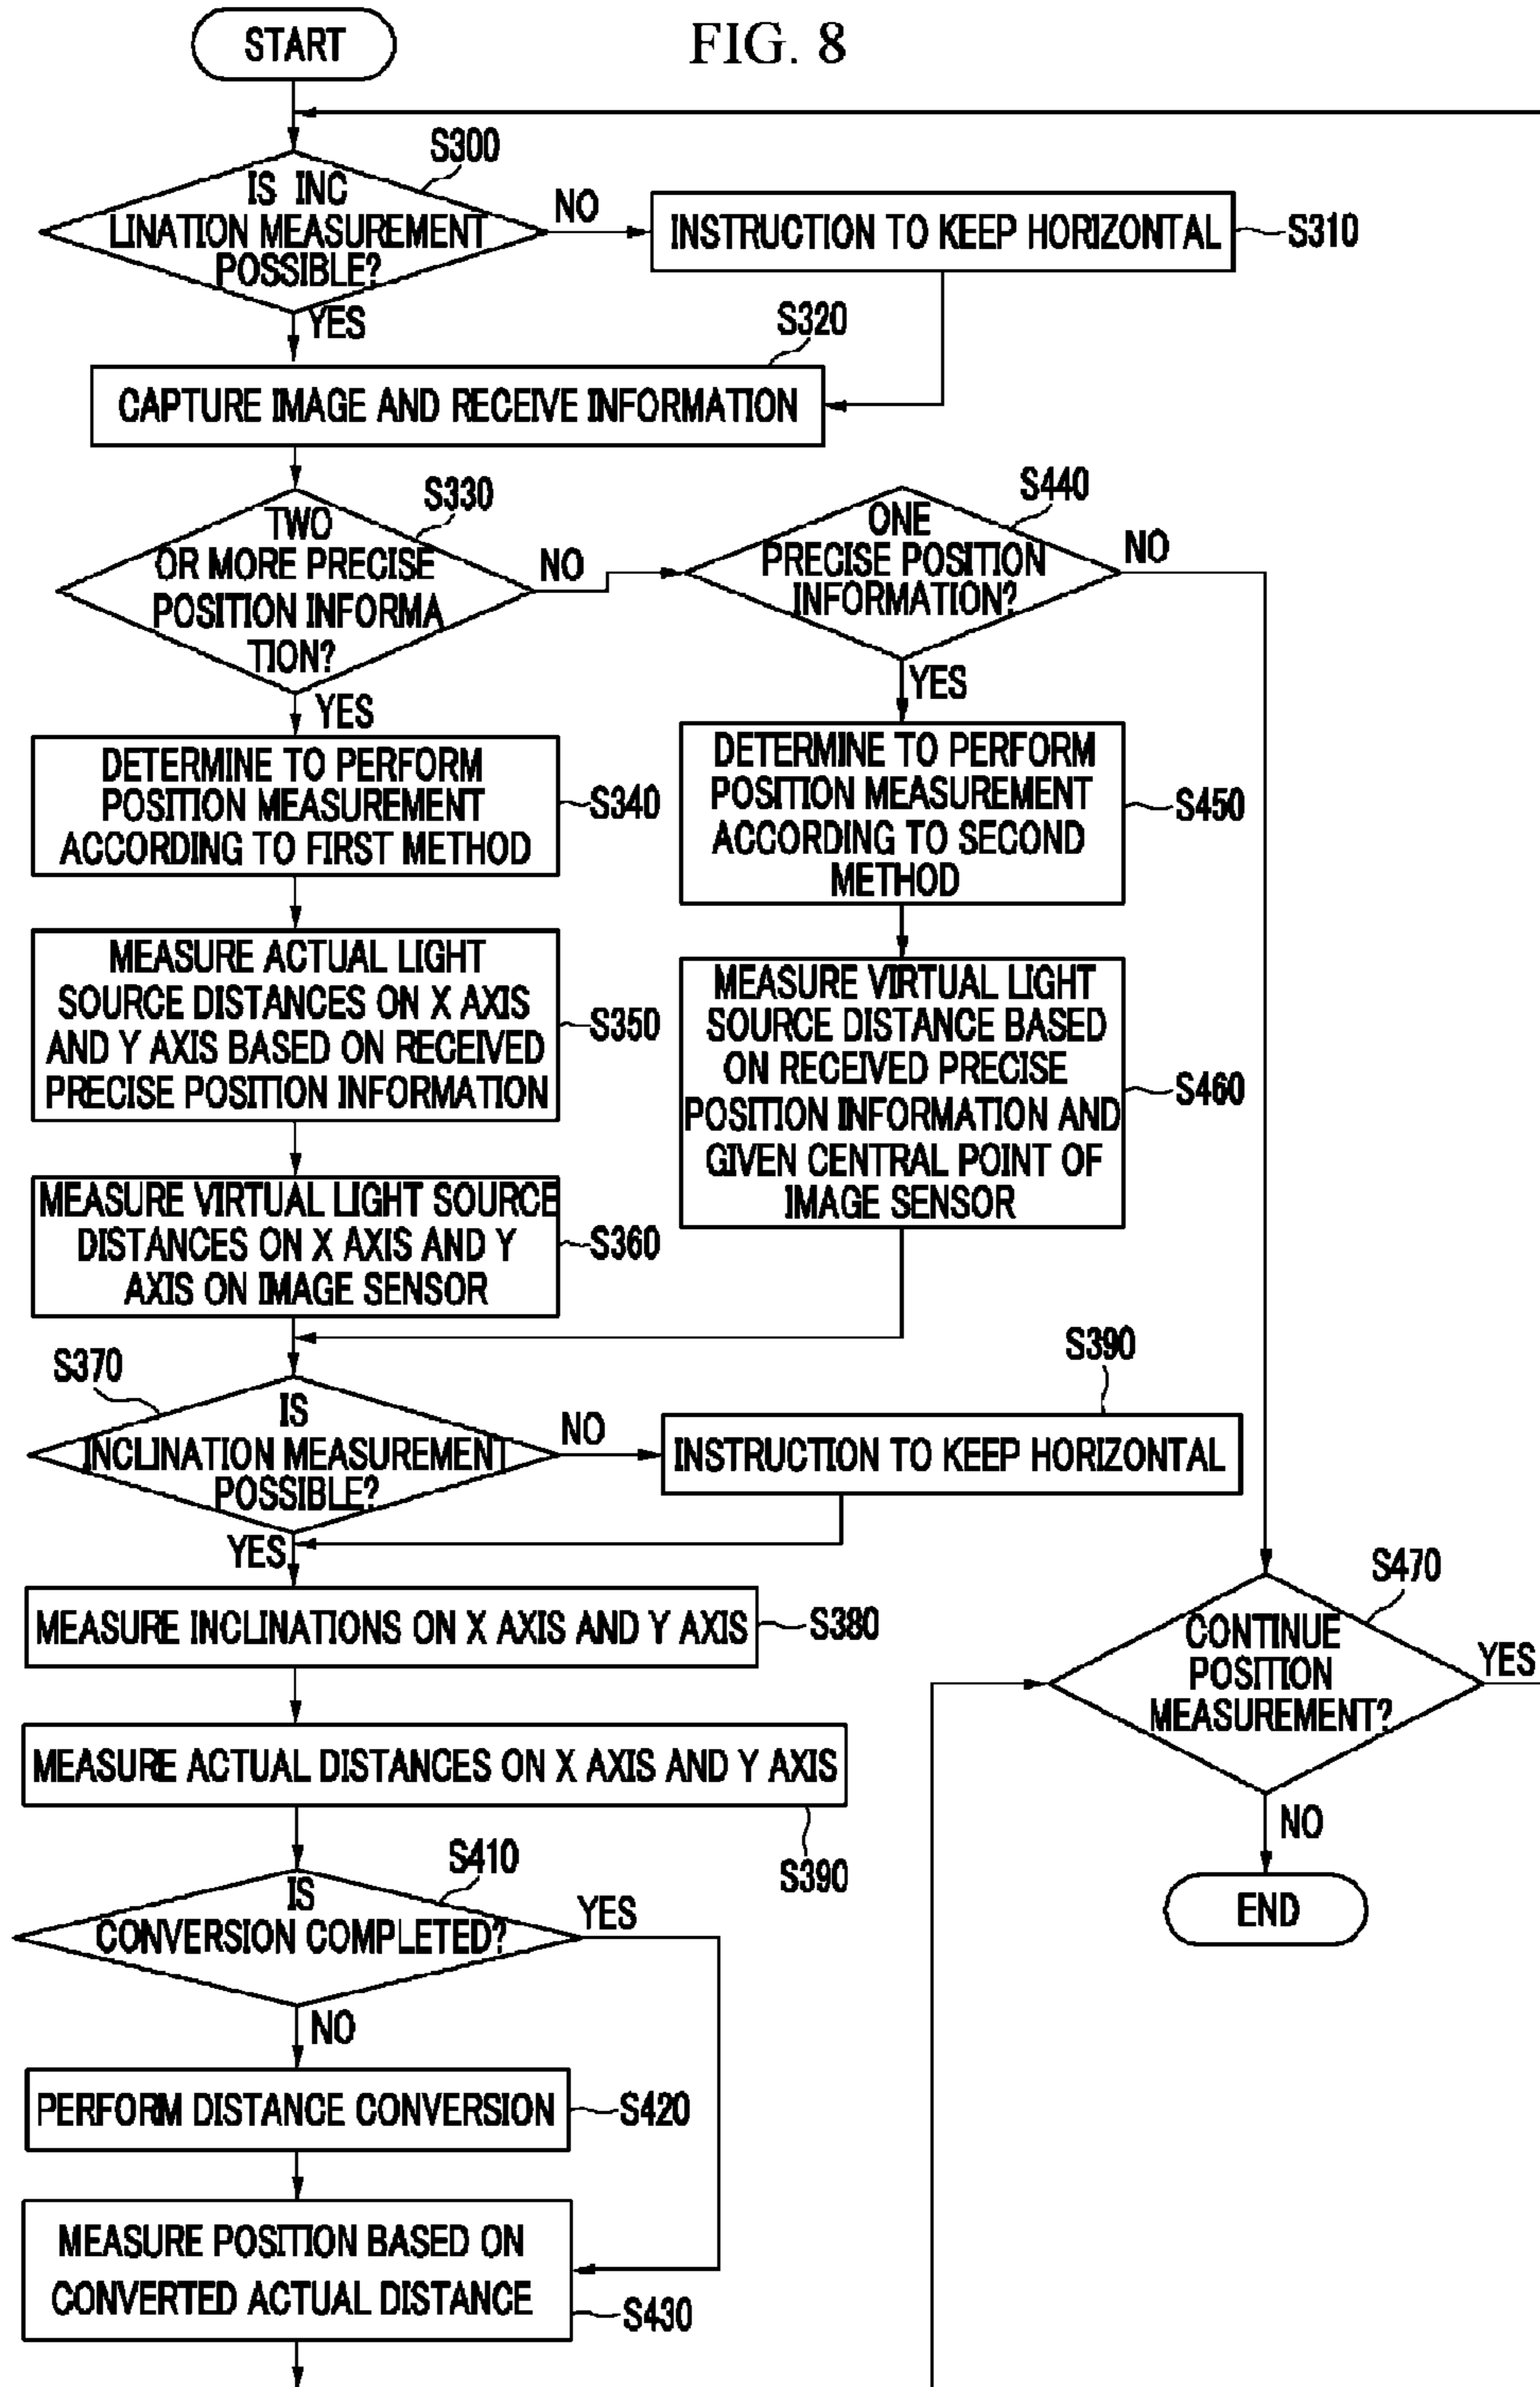 FIG. 8
START
S300
IS INC
LINATION MEASUREMENT
POSSIBLE?
NO
INSTRUCTION TO KEEP HORIZONTAL
S310
YES
S320
CAPTURE IMAGE AND RECEIVE INFORMATION
S330
TWO
OR MORE PRECISE
POSITION INFORMA
TION?
NO
S440
ONE
PRECISE POSITION
INFORMATION?
NO
YES
YES
DETERMINE TO PERFORM
POSITION MEASUREMENT
ACCORDING TO FIRST METHOD
S340
DETERMINE TO PERFORM
POSITION MEASUREMENT
ACCORDING TO SECOND
METHOD
S450
MEASURE ACTUAL LIGHT
SOURCE DISTANCES ON X AXIS
AND Y AXIS BASED ON RECEIVED
PRECISE POSITION INFORMATION
S350
MEASURE VIRTUAL LIGHT
SOURCE DISTANCE BASED
ON RECEIVED PRECISE
POSITION INFORMATION AND
GIVEN CENTRAL POINT OF
IMAGE SENSOR
S460
MEASURE VIRTUAL LIGHT SOURCE
DISTANCES ON X AXIS AND Y
AXIS ON IMAGE SENSOR
S360
S370
IS
INCLINATION MEASUREMENT
POSSIBLE?
NO
S390
INSTRUCTION TO KEEP HORIZONTAL
YES
MEASURE INCLINATIONS ON X AXIS AND Y AXIS
S380
S470
CONTINUE
POSITION
MEASUREMENT?
YES
NO
END
MEASURE ACTUAL DISTANCES ON X AXIS AND Y AXIS
S390
S410
IS
CONVERSION COMPLETED?
YES
NO
PERFORM DISTANCE CONVERSION
S420
MEASURE POSITION BASED ON
CONVERTED ACTUAL DISTANCE
S430